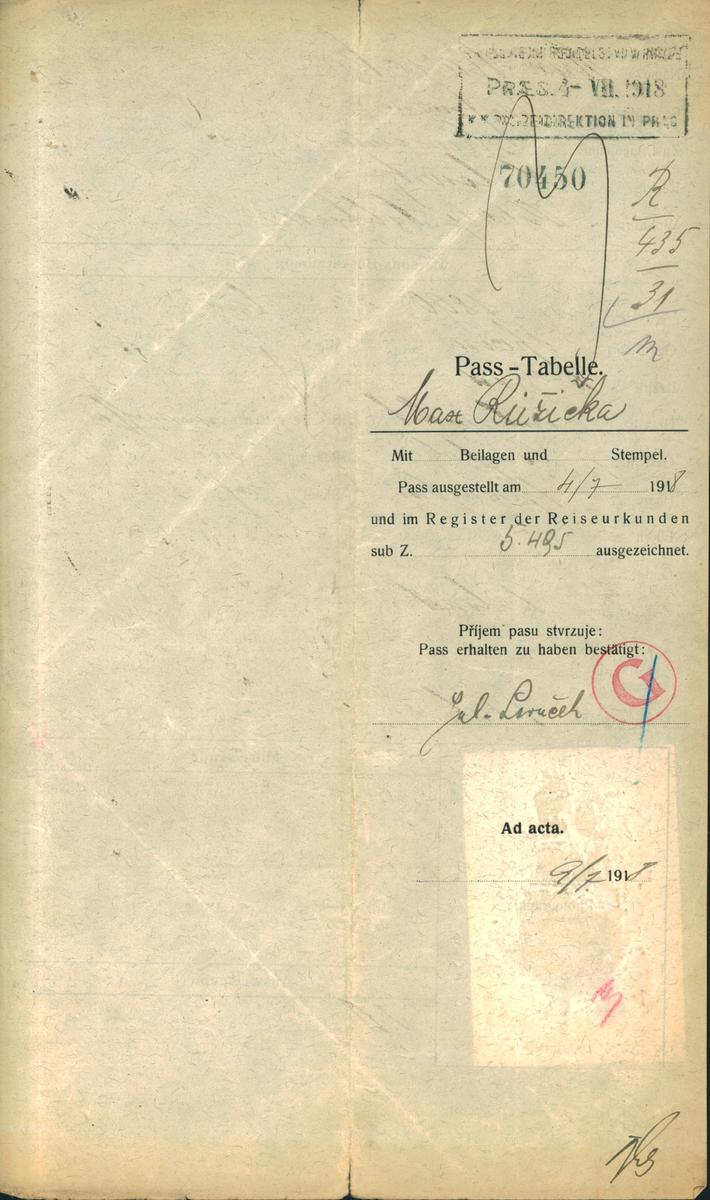 PRÆS. 4- VII. 1918
K.K. POLIZEIDIREKTION IN PRAG
70450
R
435
31
Pass-Tabelle.
Max Růžička
Mit Beilagen und Stempel.
Pass ausgestellt am 4/7 1918
und im Register der Reiseurkunden
sub Z. 5.495 ausgezeichnet.
Příjem pasu stvrzuje:
Pass erhalten zu haben bestätigt:
Ad acta.
9/7 1918